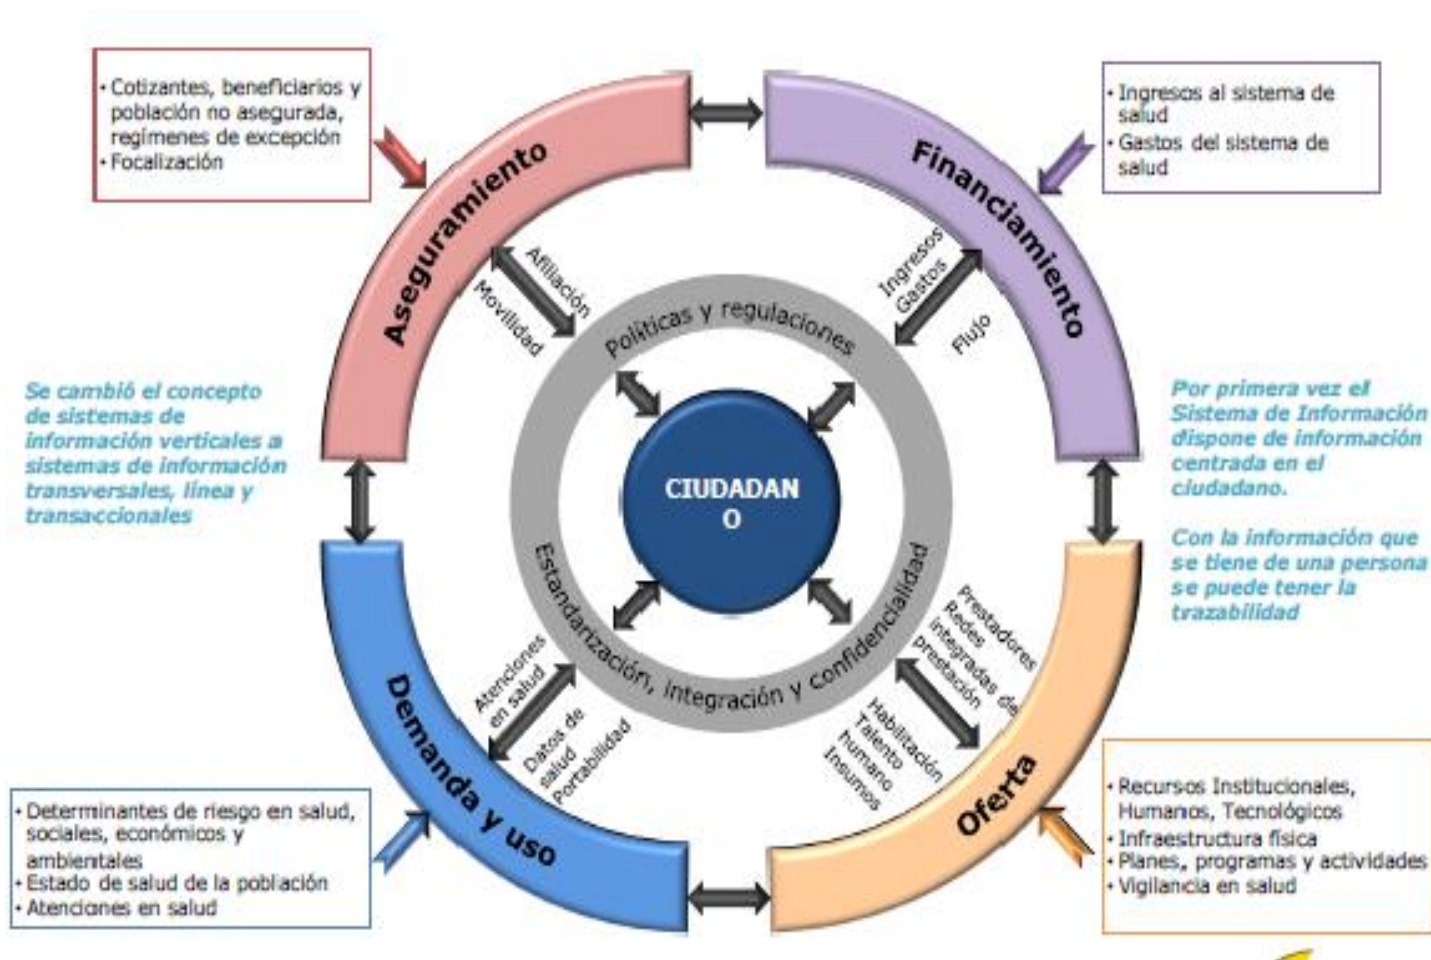 • Cotizantes, beneficiarios y
población no asegurada,
regímenes de excepción
• Focalización
• Ingresos al sistema de
salud
• Gastos del sistema de
salud
Aseguramiento
Financiamiento
Afiliación
Movilidad
Ingresos
Gastos
Flujo
Políticas y regulaciones
Se cambió el concepto
de sistemas de
información verticales a
sistemas de información
transversales, línea y
transaccionales
CIUDADAN
O
Por primera vez el
Sistema de Información
dispone de información
centrada en el
ciudadano.
Con la información que
se tiene de una persona
se puede tener la
trazabilidad
Estandarización, integración y confidencialidad
Atenciones
en salud
Datos de
salud
Portabilidad
Prestadores
Redes
integradas de
prestación
Habilitación
Talento
humano
Insumos
Demanda y uso
Oferta
• Determinantes de riesgo en salud,
sociales, económicos y
ambientales
• Estado de salud de la población
• Atenciones en salud
• Recursos Institucionales,
Humanos, Tecnológicos
• Infraestructura física
• Planes, programas y actividades
• Vigilancia en salud